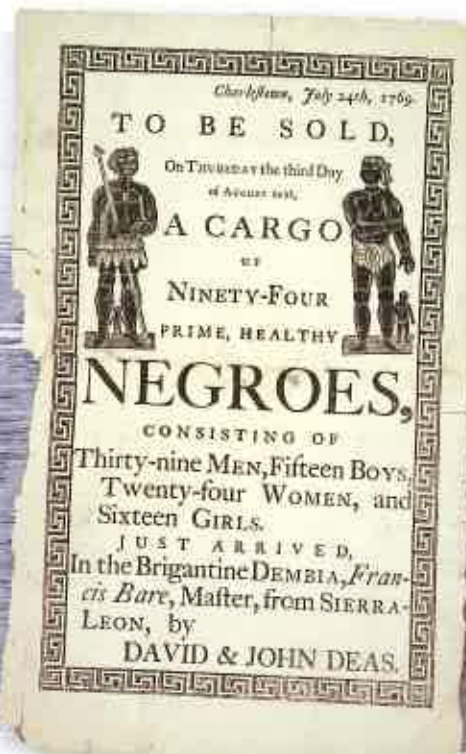 Charlestown, July 24th, 1769.
TO BE SOLD,
On THURSDAY the third Day
of AUGUST next,
A CARGO
OF
NINETY-FOUR
PRIME, HEALTHY
NEGROES,
CONSISTING OF
Thirty-nine MEN, Fifteen BOYS,
Twenty-four WOMEN, and
Sixteen GIRLS.
JUST ARRIVED,
In the Brigantine DEMBIA, Fran-
cis Bare, Maſter, from SIERRA-
LEON, by
DAVID & JOHN DEAS.